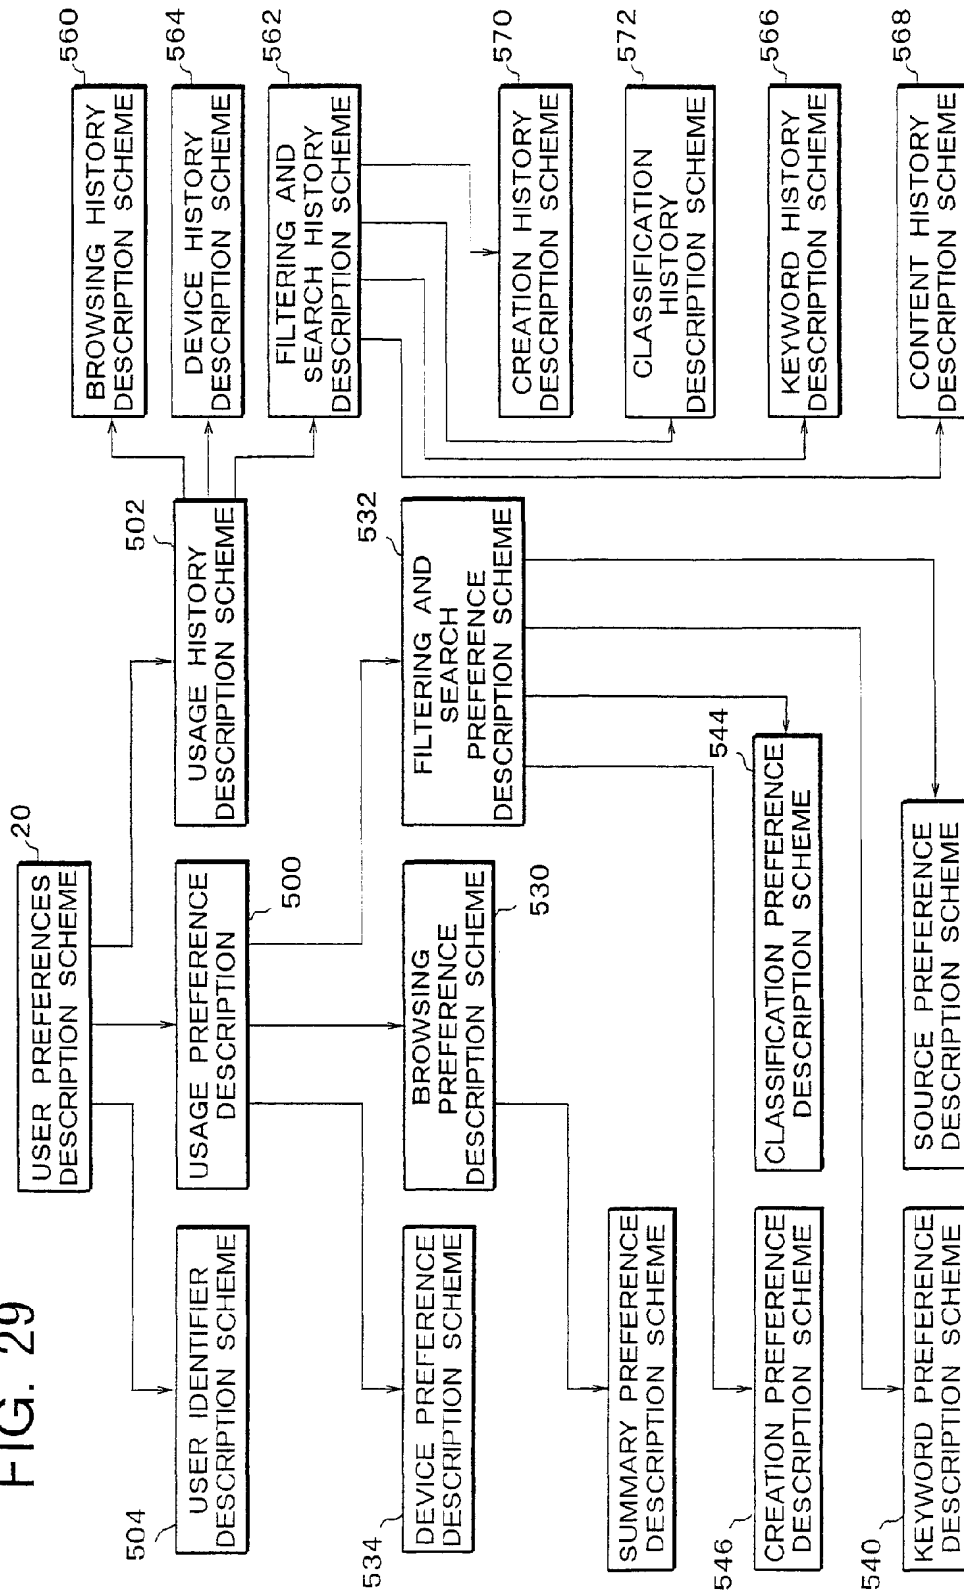 FIG. 29
USER PREFERENCES
DESCRIPTION SCHEME
20
504
USER IDENTIFIER
DESCRIPTION SCHEME
USAGE PREFERENCE
DESCRIPTION
500
USAGE HISTORY
DESCRIPTION SCHEME
502
BROWSING HISTORY
DESCRIPTION SCHEME
560
DEVICE HISTORY
DESCRIPTION SCHEME
564
FILTERING AND
SEARCH HISTORY
DESCRIPTION SCHEME
562
534
DEVICE PREFERENCE
DESCRIPTION SCHEME
BROWSING
PREFERENCE
DESCRIPTION SCHEME
530
FILTERING AND
SEARCH
PREFERENCE
DESCRIPTION SCHEME
532
CREATION HISTORY
DESCRIPTION SCHEME
570
CLASSIFICATION
HISTORY
DESCRIPTION SCHEME
572
SUMMARY PREFERENCE
DESCRIPTION SCHEME
546
CREATION PREFERENCE
DESCRIPTION SCHEME
CLASSIFICATION PREFERENCE
DESCRIPTION SCHEME
544
KEYWORD HISTORY
DESCRIPTION SCHEME
566
540
KEYWORD PREFERENCE
DESCRIPTION SCHEME
SOURCE PREFERENCE
DESCRIPTION SCHEME
CONTENT HISTORY
DESCRIPTION SCHEME
568